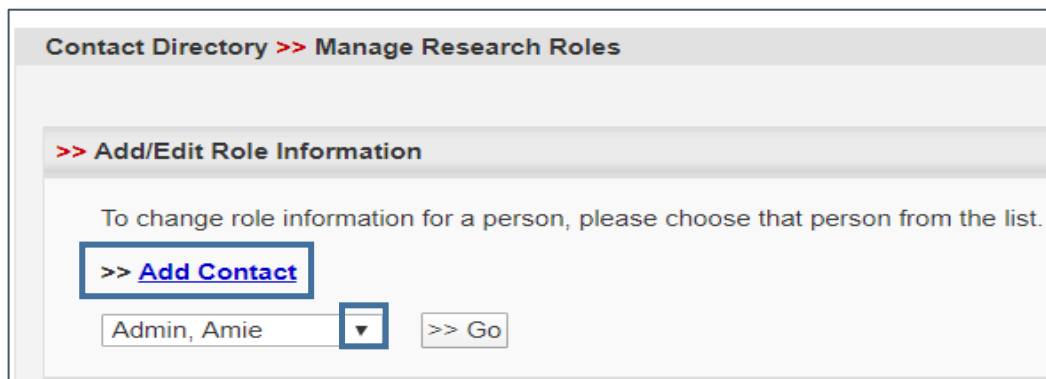 Contact Directory >> Manage Research Roles
>> Add/Edit Role Information
To change role information for a person, please choose that person from the list.
>> Add Contact
Admin, Amie ▼ >> Go